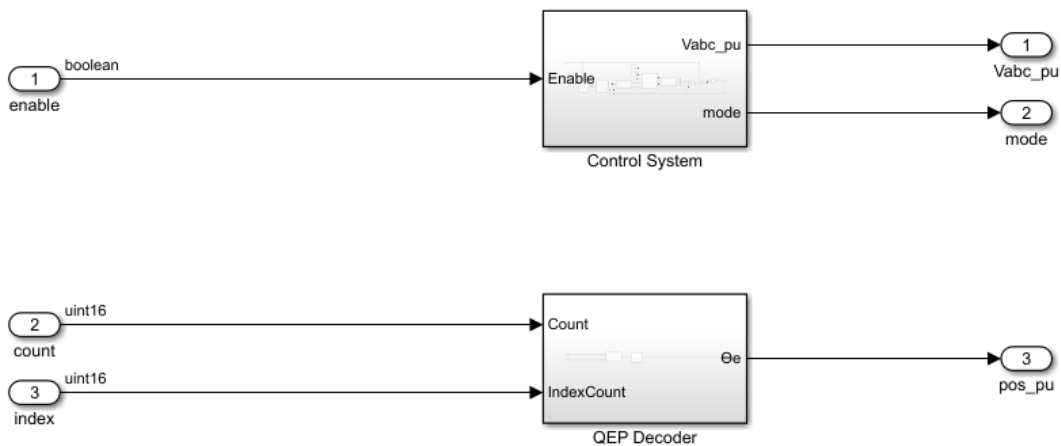 Vabc_pu
1
Vabc_pu
boolean
1
enable
Enable
mode
2
mode
Control System
uint16
2
count
Count
Θe
3
pos_pu
uint16
3
index
IndexCount
QEP Decoder